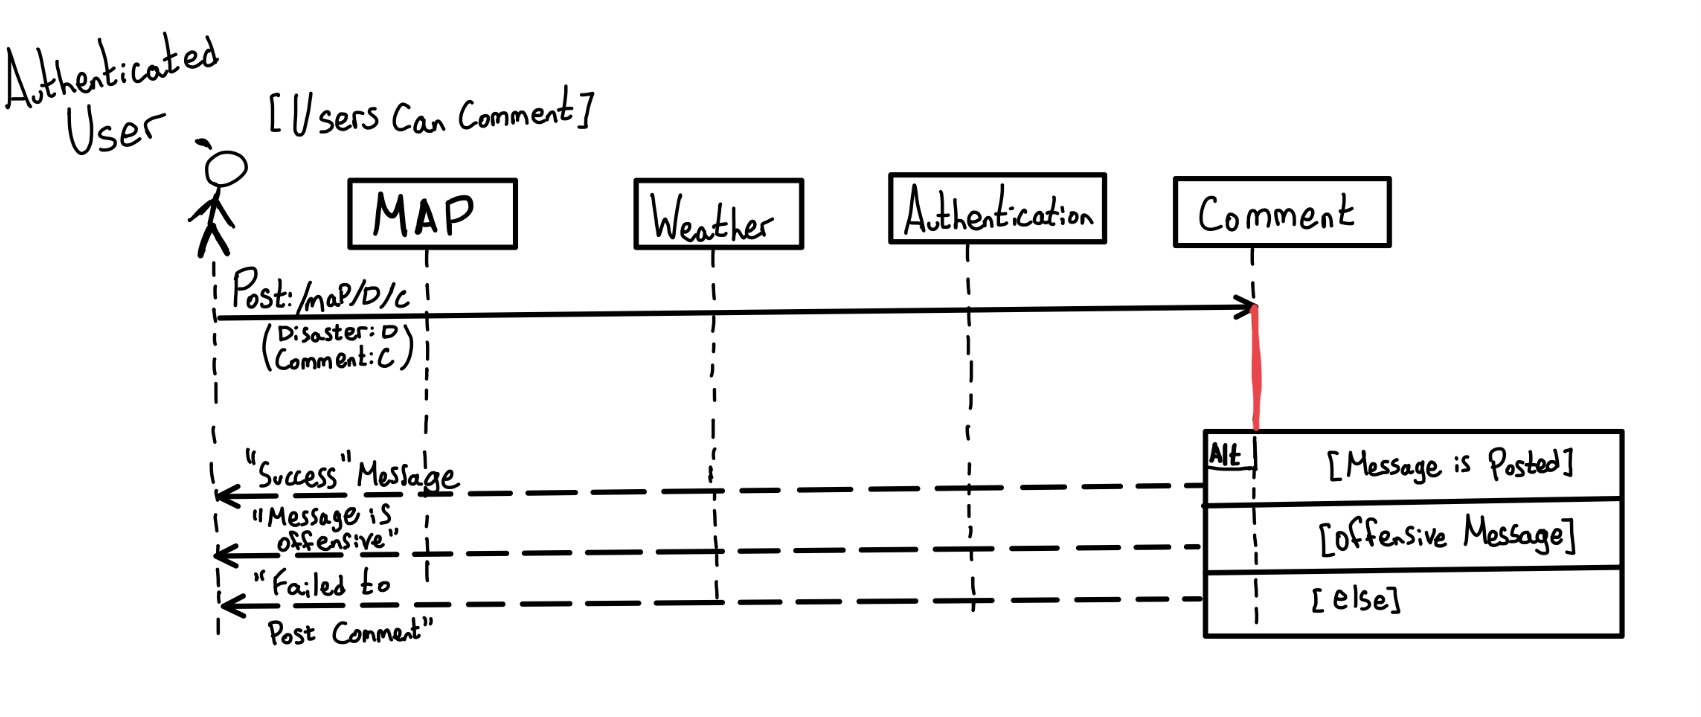 Authenticated
User
[Users Can Comment]
MAP
Weather
Authentication
Comment
Post: /map/D/c
(Disaster: D
Comment: C)
Alt
[Message is Posted]
"Success" Message
"Message is
offensive"
[offensive Message]
"Failed to
Post Comment"
[else]